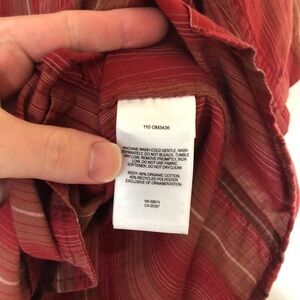 110 OM3436
MACHINE WASH COLD GENTLE, WASH
SEPARATELY, DO NOT BLEACH, TUMBLE
DRY LOW, REMOVE PROMPTLY, IRON
LOW, DO NOT USE FABRIC
SOFTENER, DO NOT DRYCLEAN
BODY: 60% ORGANIC COTTON,
40% RECYCLED POLYESTER
EXCLUSIVE OF ORNAMENTATION
RN 69074
CA 05367